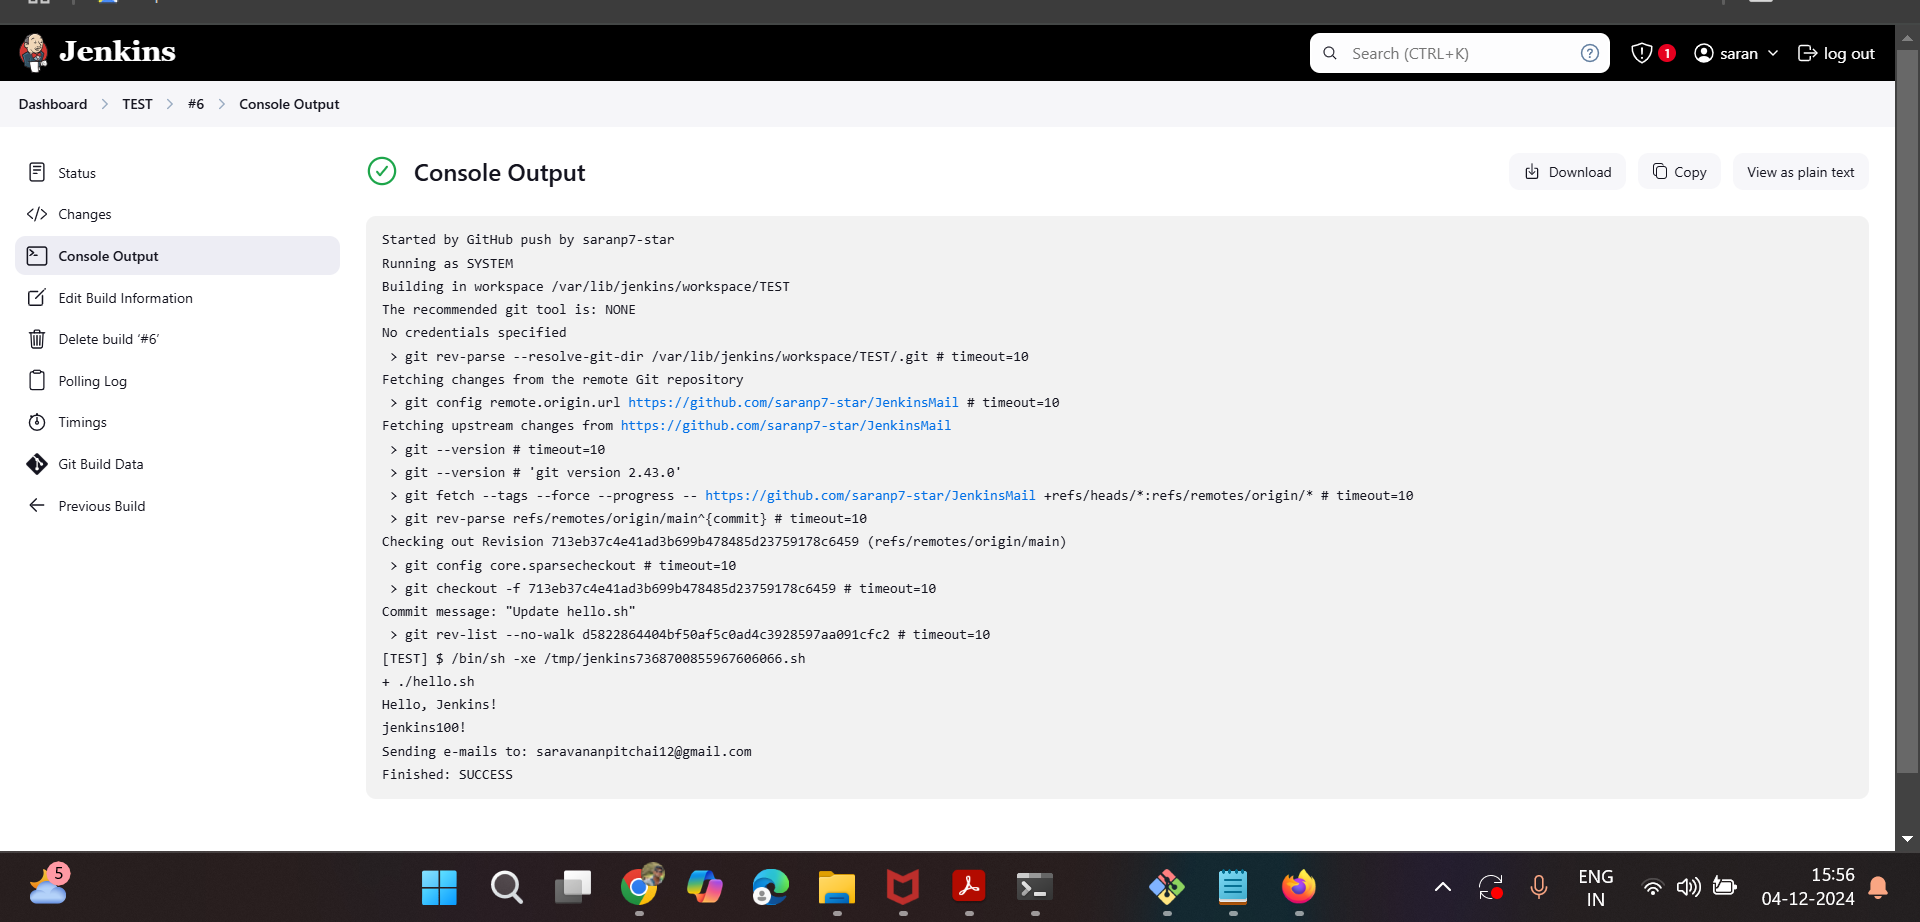 Jenkins
Search (CTRL+K)
1
saran
log out
Dashboard
TEST
#6
Console Output
Status
Changes
Console Output
Edit Build Information
Delete build ‘#6’
Polling Log
Timings
Git Build Data
Previous Build
Console Output
Download
Copy
View as plain text
Started by GitHub push by saranp7-star
Running as SYSTEM
Building in workspace /var/lib/jenkins/workspace/TEST
The recommended git tool is: NONE
No credentials specified
 > git rev-parse --resolve-git-dir /var/lib/jenkins/workspace/TEST/.git # timeout=10
Fetching changes from the remote Git repository
 > git config remote.origin.url https://github.com/saranp7-star/JenkinsMail # timeout=10
Fetching upstream changes from https://github.com/saranp7-star/JenkinsMail
 > git --version # timeout=10
 > git --version # 'git version 2.43.0'
 > git fetch --tags --force --progress -- https://github.com/saranp7-star/JenkinsMail +refs/heads/*:refs/remotes/origin/* # timeout=10
 > git rev-parse refs/remotes/origin/main^{commit} # timeout=10
Checking out Revision 713eb37c4e41ad3b699b478485d23759178c6459 (refs/remotes/origin/main)
 > git config core.sparsecheckout # timeout=10
 > git checkout -f 713eb37c4e41ad3b699b478485d23759178c6459 # timeout=10
Commit message: "Update hello.sh"
 > git rev-list --no-walk d5822864404bf50af5c0ad4c3928597aa091cfc2 # timeout=10
[TEST] $ /bin/sh -xe /tmp/jenkins7368700855967606066.sh
+ ./hello.sh
Hello, Jenkins!
jenkins100!
Sending e-mails to: saravananpitchai12@gmail.com
Finished: SUCCESS
5
ENG
IN
15:56
04-12-2024